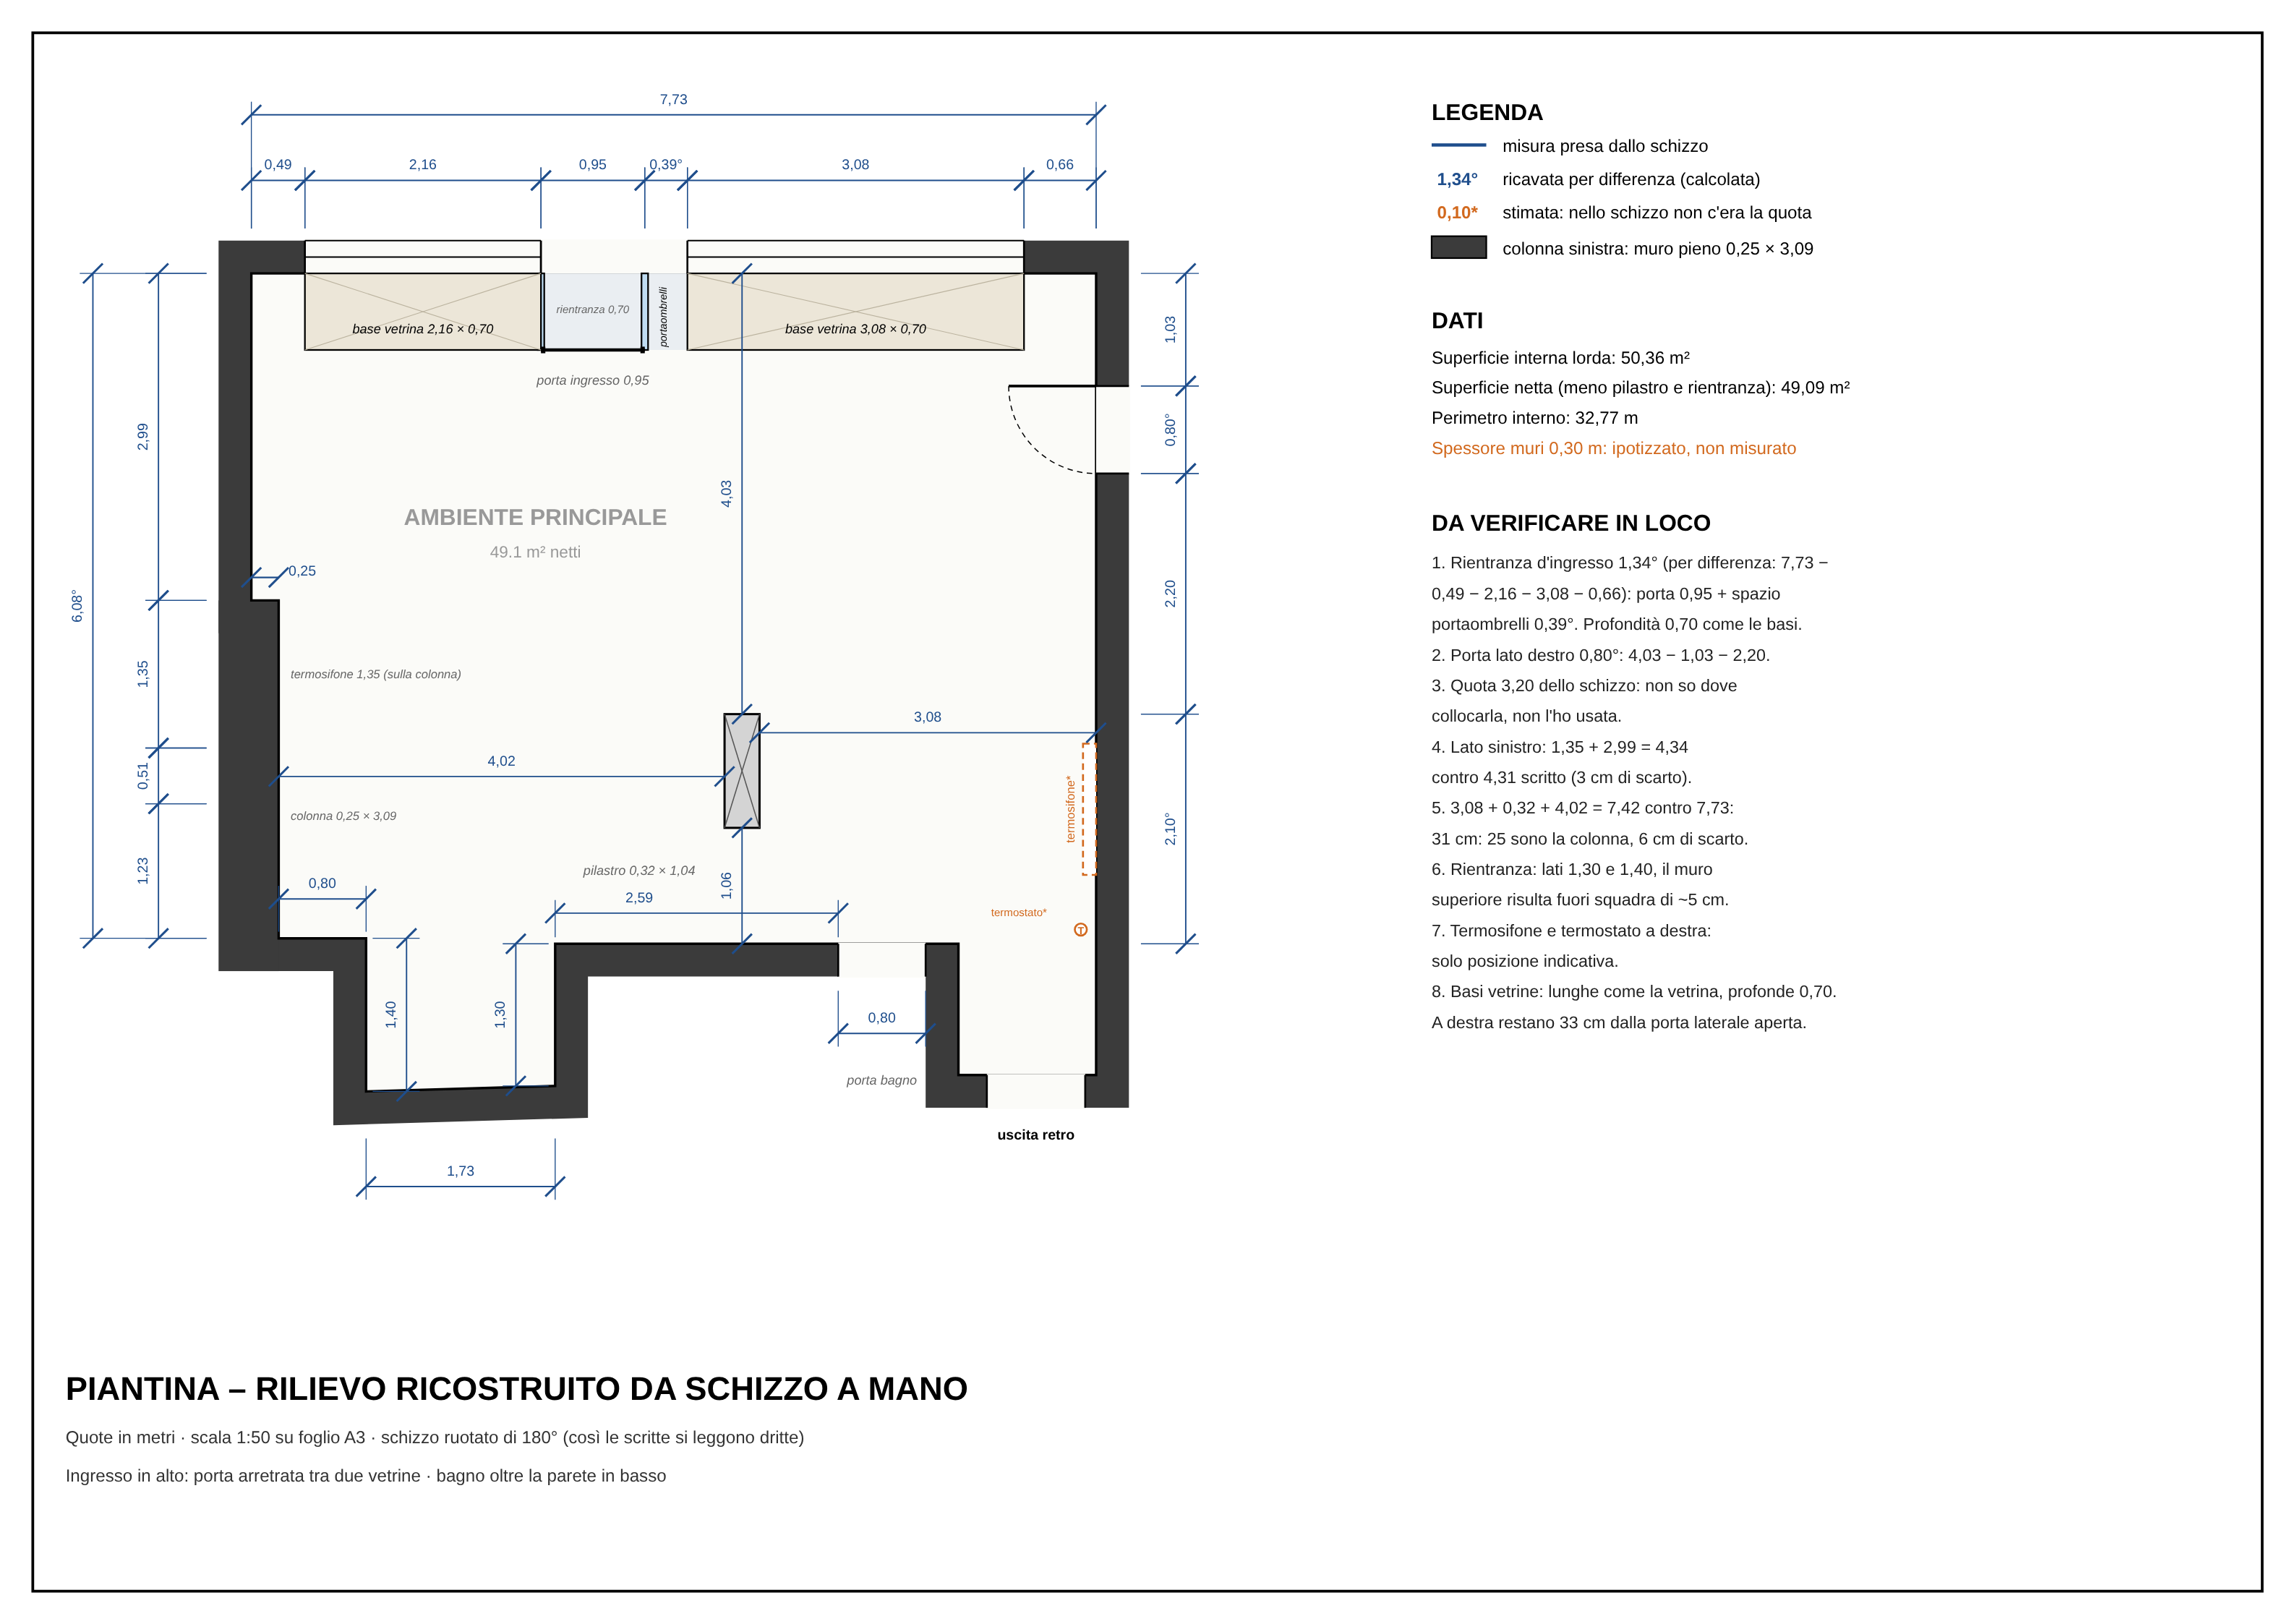 7,73
0,49
2,16
0,95
0,39°
3,08
0,66
base vetrina 2,16 × 0,70
rientranza 0,70
portaombrelli
base vetrina 3,08 × 0,70
porta ingresso 0,95
1,03
0,80°
2,99
4,03
AMBIENTE PRINCIPALE
49.1 m² netti
0,25
6,08°
2,20
termosifone 1,35 (sulla colonna)
1,35
3,08
4,02
0,51
termosifone*
colonna 0,25 × 3,09
2,10°
1,23
pilastro 0,32 × 1,04
0,80
1,06
2,59
termostato*
T
1,40
1,30
0,80
porta bagno
uscita retro
1,73
LEGENDA
misura presa dallo schizzo
1,34° ricavata per differenza (calcolata)
0,10* stimata: nello schizzo non c'era la quota
colonna sinistra: muro pieno 0,25 × 3,09
DATI
Superficie interna lorda: 50,36 m²
Superficie netta (meno pilastro e rientranza): 49,09 m²
Perimetro interno: 32,77 m
Spessore muri 0,30 m: ipotizzato, non misurato
DA VERIFICARE IN LOCO
1. Rientranza d'ingresso 1,34° (per differenza: 7,73 −
0,49 − 2,16 − 3,08 − 0,66): porta 0,95 + spazio
portaombrelli 0,39°. Profondità 0,70 come le basi.
2. Porta lato destro 0,80°: 4,03 − 1,03 − 2,20.
3. Quota 3,20 dello schizzo: non so dove
collocarla, non l'ho usata.
4. Lato sinistro: 1,35 + 2,99 = 4,34
contro 4,31 scritto (3 cm di scarto).
5. 3,08 + 0,32 + 4,02 = 7,42 contro 7,73:
31 cm: 25 sono la colonna, 6 cm di scarto.
6. Rientranza: lati 1,30 e 1,40, il muro
superiore risulta fuori squadra di ~5 cm.
7. Termosifone e termostato a destra:
solo posizione indicativa.
8. Basi vetrine: lunghe come la vetrina, profonde 0,70.
A destra restano 33 cm dalla porta laterale aperta.
PIANTINA – RILIEVO RICOSTRUITO DA SCHIZZO A MANO
Quote in metri · scala 1:50 su foglio A3 · schizzo ruotato di 180° (così le scritte si leggono dritte)
Ingresso in alto: porta arretrata tra due vetrine · bagno oltre la parete in basso